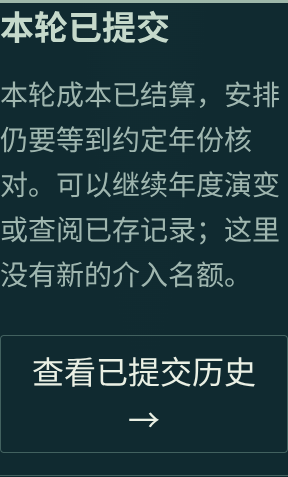 本轮已提交
本轮成本已结算，安排
仍要等到约定年份核
对。可以继续年度演变
或查阅已存记录；这里
没有新的介入名额。
查看已提交历史
→